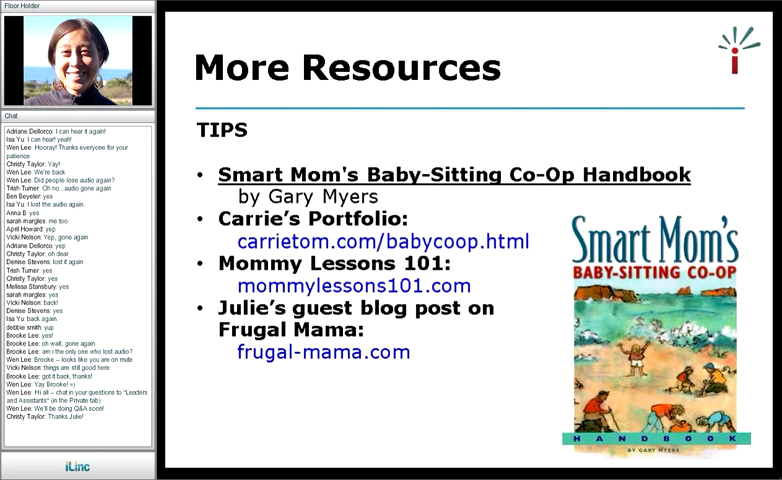 Floor Holder
Chat
Adriane Dellorco: I can hear it again!
Isa Yu: I can hear! yeah!
Wen Lee: Hooray! Thanks everyone for your
patience.
Christy Taylor: Yay!
Wen Lee: We're back
Wen Lee: Did people lose audio again?
Trish Turner: Oh no...audio gone again
Ben Beyeler: yes
Isa Yu: I lost the audio again.
Anna B: yes
sarah margles: me too
April Howard: yep
Vicki Nelson: Yep, gone again
Adriane Dellorco: yep
Christy Taylor: oh dear
Denise Stevens: lost it again
Trish Turner: yes
Christy Taylor: yes
Melissa Stansbury: yes
sarah margles: yes
Vicki Nelson: back!
Denise Stevens: yes
Isa Yu: back again.
debbie smith: yup
Brooke Lee: yes!
Brooke Lee: oh wait, gone again
Brooke Lee: am i the only one who lost audio?
Wen Lee: Brooke – looks like you are on mute
Vicki Nelson: things are still good here
Brooke Lee: got it back, thanks!
Wen Lee: Yay Brooke! =)
Wen Lee: Hi all – chat in your questions to "Leaders
and Assistants" (in the Private tab)
Wen Lee: We'll be doing Q&A soon!
Christy Taylor: Thanks Julie!
iLinc
More Resources
TIPS
• Smart Mom's Baby-Sitting Co-Op Handbook
by Gary Myers
• Carrie's Portfolio:
carrietom.com/babycoop.html
• Mommy Lessons 101:
mommylessons101.com
• Julie's guest blog post on
Frugal Mama:
frugal-mama.com
Smart Mom's
BABY-SITTING CO-OP
HANDBOOK
BY GARY MYERS